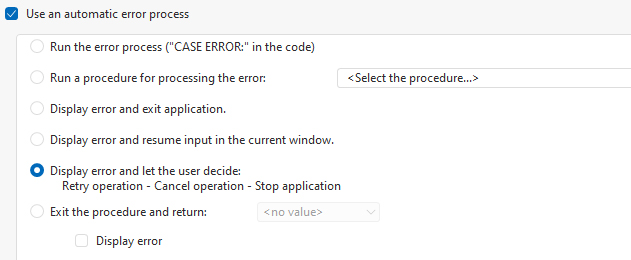 Use an automatic error process
Run the error process ("CASE ERROR:" in the code)
Run a procedure for processing the error: <Select the procedure...>
Display error and exit application.
Display error and resume input in the current window.
Display error and let the user decide:
Retry operation - Cancel operation - Stop application
Exit the procedure and return: <no value>
Display error